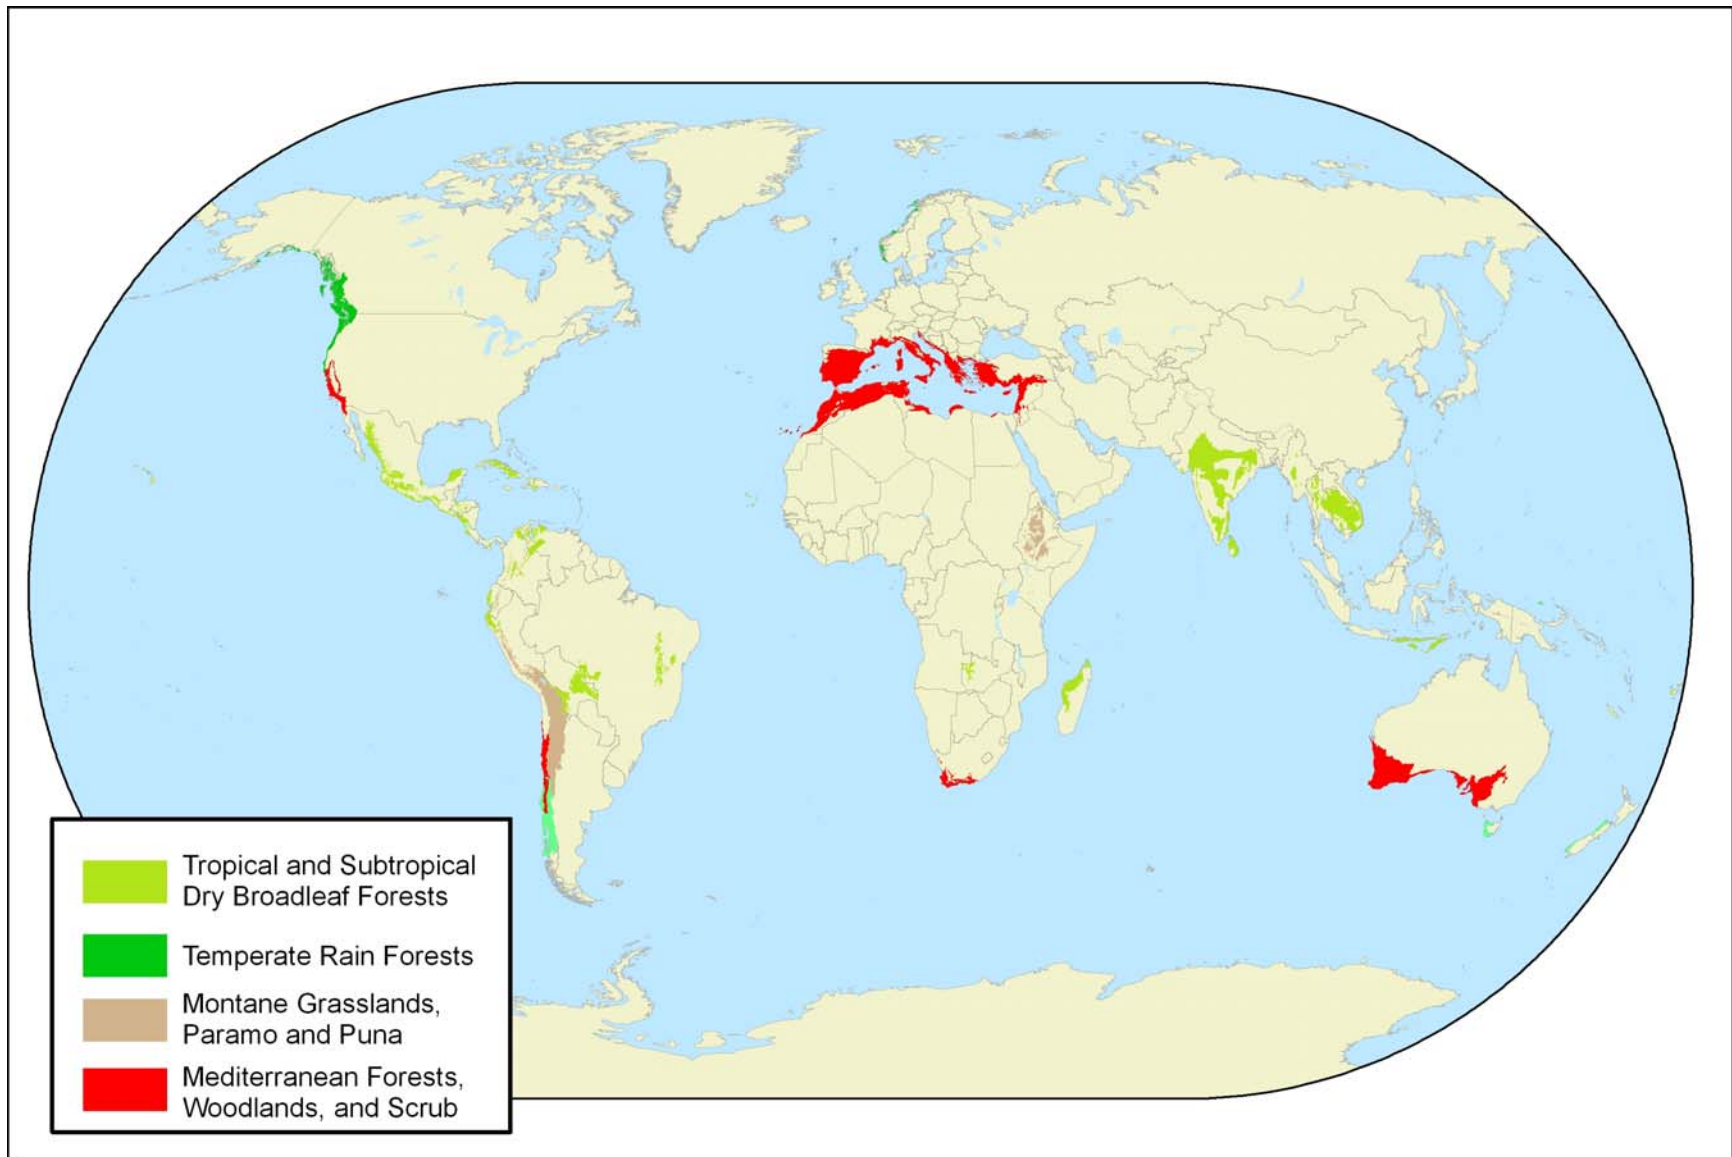 Tropical and Subtropical
Dry Broadleaf Forests
Temperate Rain Forests
Montane Grasslands,
Paramo and Puna
Mediterranean Forests,
Woodlands, and Scrub